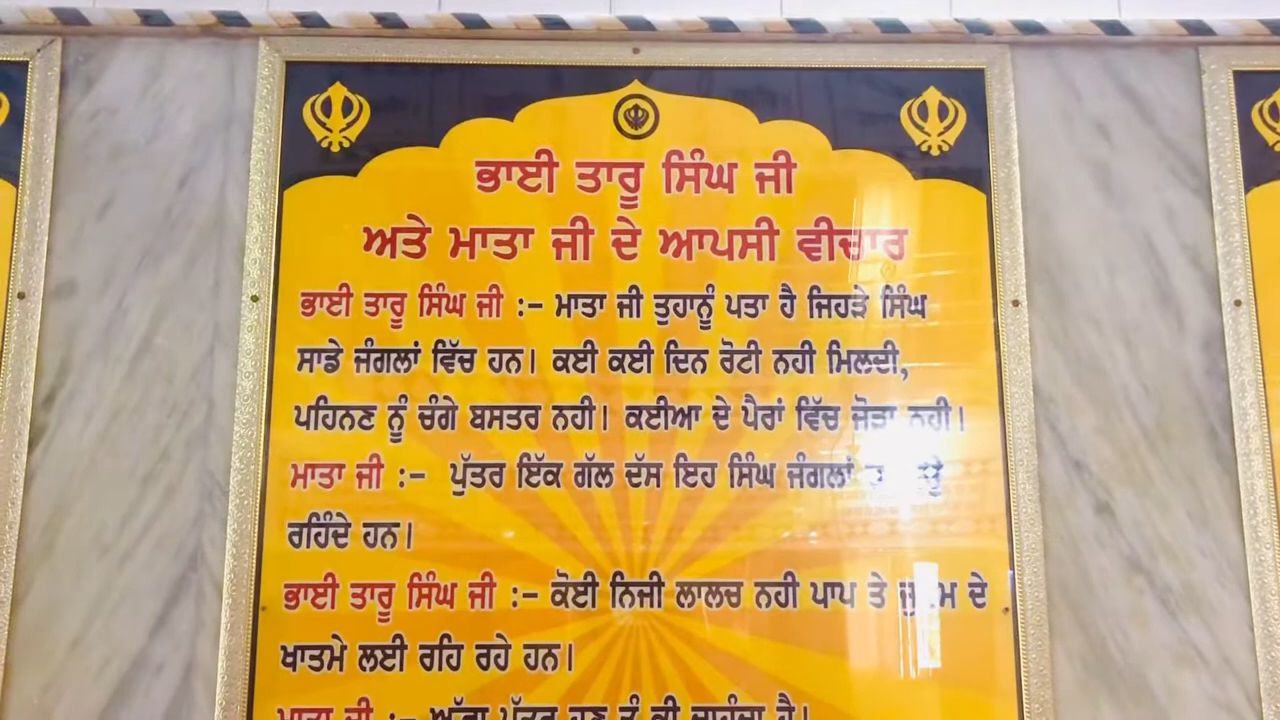 ਭਾਈ ਤਾਰੂ ਸਿੰਘ ਜੀ
ਅਤੇ ਮਾਤਾ ਜੀ ਦੇ ਆਪਸੀ ਵੀਚਾਰ
ਭਾਈ ਤਾਰੂ ਸਿੰਘ ਜੀ :- ਮਾਤਾ ਜੀ ਤੁਹਾਨੂੰ ਪਤਾ ਹੈ ਜਿਹੜੇ ਸਿੰਘ
ਸਾਡੇ ਜੰਗਲਾਂ ਵਿੱਚ ਹਨ। ਕਈ ਕਈ ਦਿਨ ਰੋਟੀ ਨਹੀ ਮਿਲਦੀ,
ਪਹਿਨਣ ਨੂੰ ਚੰਗੇ ਬਸਤਰ ਨਹੀ। ਕਈਆ ਦੇ ਪੈਰਾਂ ਵਿੱਚ ਜੋੜਾ ਨਹੀ।
ਮਾਤਾ ਜੀ :- ਪੁੱਤਰ ਇੱਕ ਗੱਲ ਦੱਸ ਇਹ ਸਿੰਘ ਜੰਗਲਾਂ
ਰਹਿੰਦੇ ਹਨ।
ਭਾਈ ਤਾਰੂ ਸਿੰਘ ਜੀ :- ਕੋਈ ਨਿਜੀ ਲਾਲਚ ਨਹੀ ਪਾਪ ਤੇ ਦੇ
ਖਾਤਮੇ ਲਈ ਰਹਿ ਰਹੇ ਹਨ।
ਮਾਤਾ ਜੀ :-